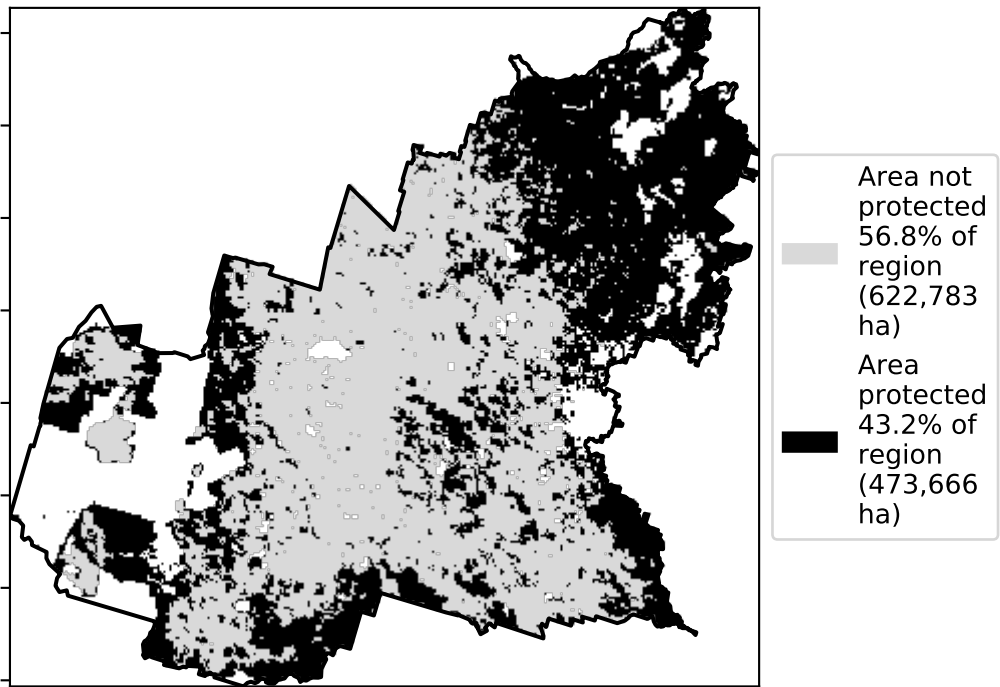 Area not
protected
56.8% of
region
(622,783
ha)
Area
protected
43.2% of
region
(473,666
ha)